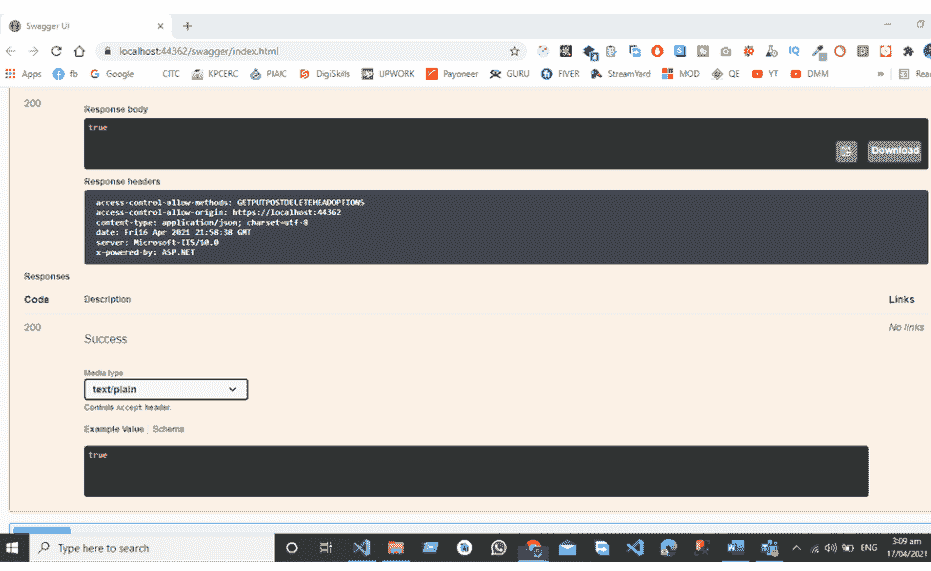 Swagger UI
localhost:44362/swagger/index.html
Apps fb Google CITC KPCERC PIAIC DigiSkills UPWORK Payoneer GURU FIVER StreamYard MOD QE YT DMM » Rea
200
Response body
true
Download
Response headers
access-control-allow-methods: GETPUTPOSTDELETEHEADOPTIONS
access-control-allow-origin: https://localhost:44362
content-type: application/json; charset=utf-8
date: Fri16 Apr 2021 21:58:38 GMT
server: Microsoft-IIS/10.0
x-powered-by: ASP.NET
Responses
Code Description Links
200 Success No links
Media type
text/plain
Controls Accept header.
Example Value Schema
true
Type here to search
ENG
3:09 am
17/04/2021